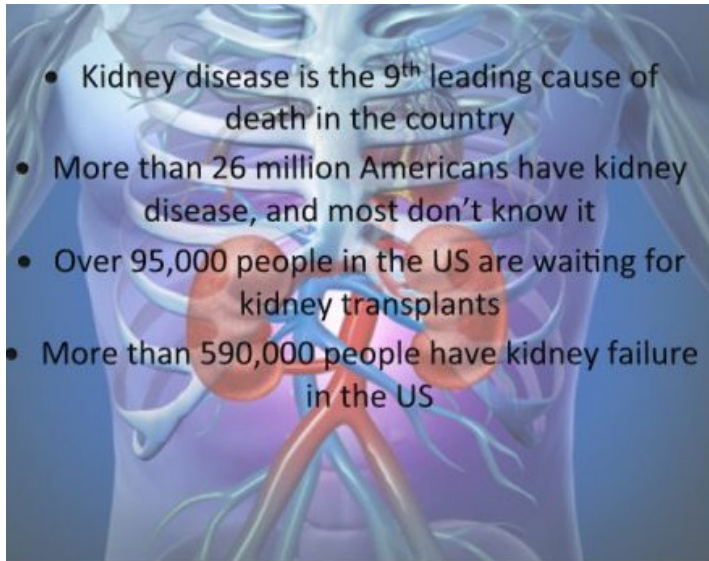 • Kidney disease is the 9th leading cause of
death in the country
• More than 26 million Americans have kidney
disease, and most don’t know it
• Over 95,000 people in the US are waiting for
kidney transplants
• More than 590,000 people have kidney failure
in the US